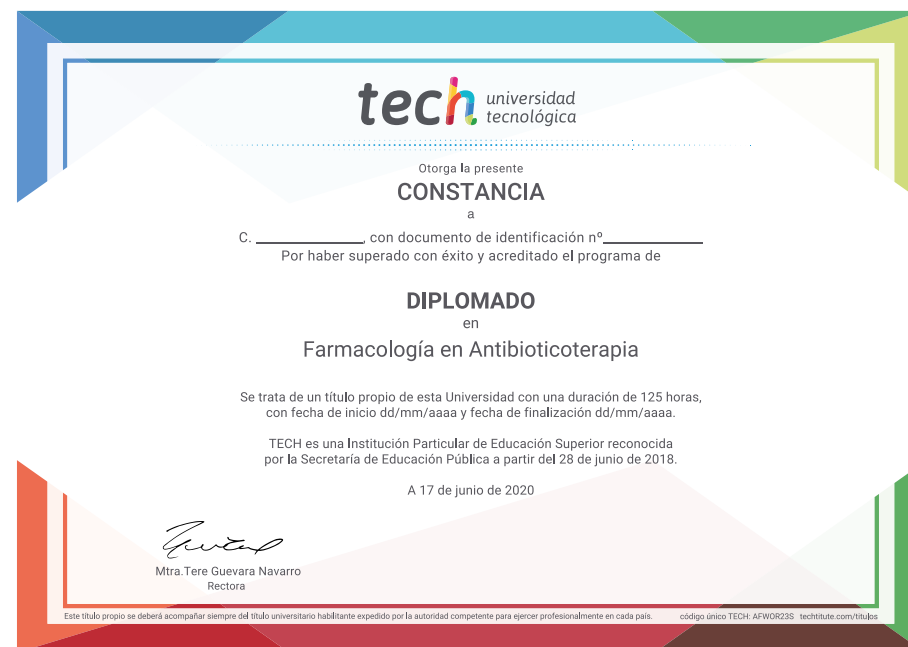 tech universidad
tecnológica
Otorga la presente
CONSTANCIA
a
C. ______________, con documento de identificación nº_____________
Por haber superado con éxito y acreditado el programa de
DIPLOMADO
en
Farmacología en Antibioticoterapia
Se trata de un título propio de esta Universidad con una duración de 125 horas,
con fecha de inicio dd/mm/aaaa y fecha de finalización dd/mm/aaaa.
TECH es una Institución Particular de Educación Superior reconocida
por la Secretaría de Educación Pública a partir del 28 de junio de 2018.
A 17 de junio de 2020
Mtra.Tere Guevara Navarro
Rectora
Este título propio se deberá acompañar siempre del título universitario habilitante expedido por la autoridad competente para ejercer profesionalmente en cada país. código único TECH: AFWOR23S techtitute.com/titulos